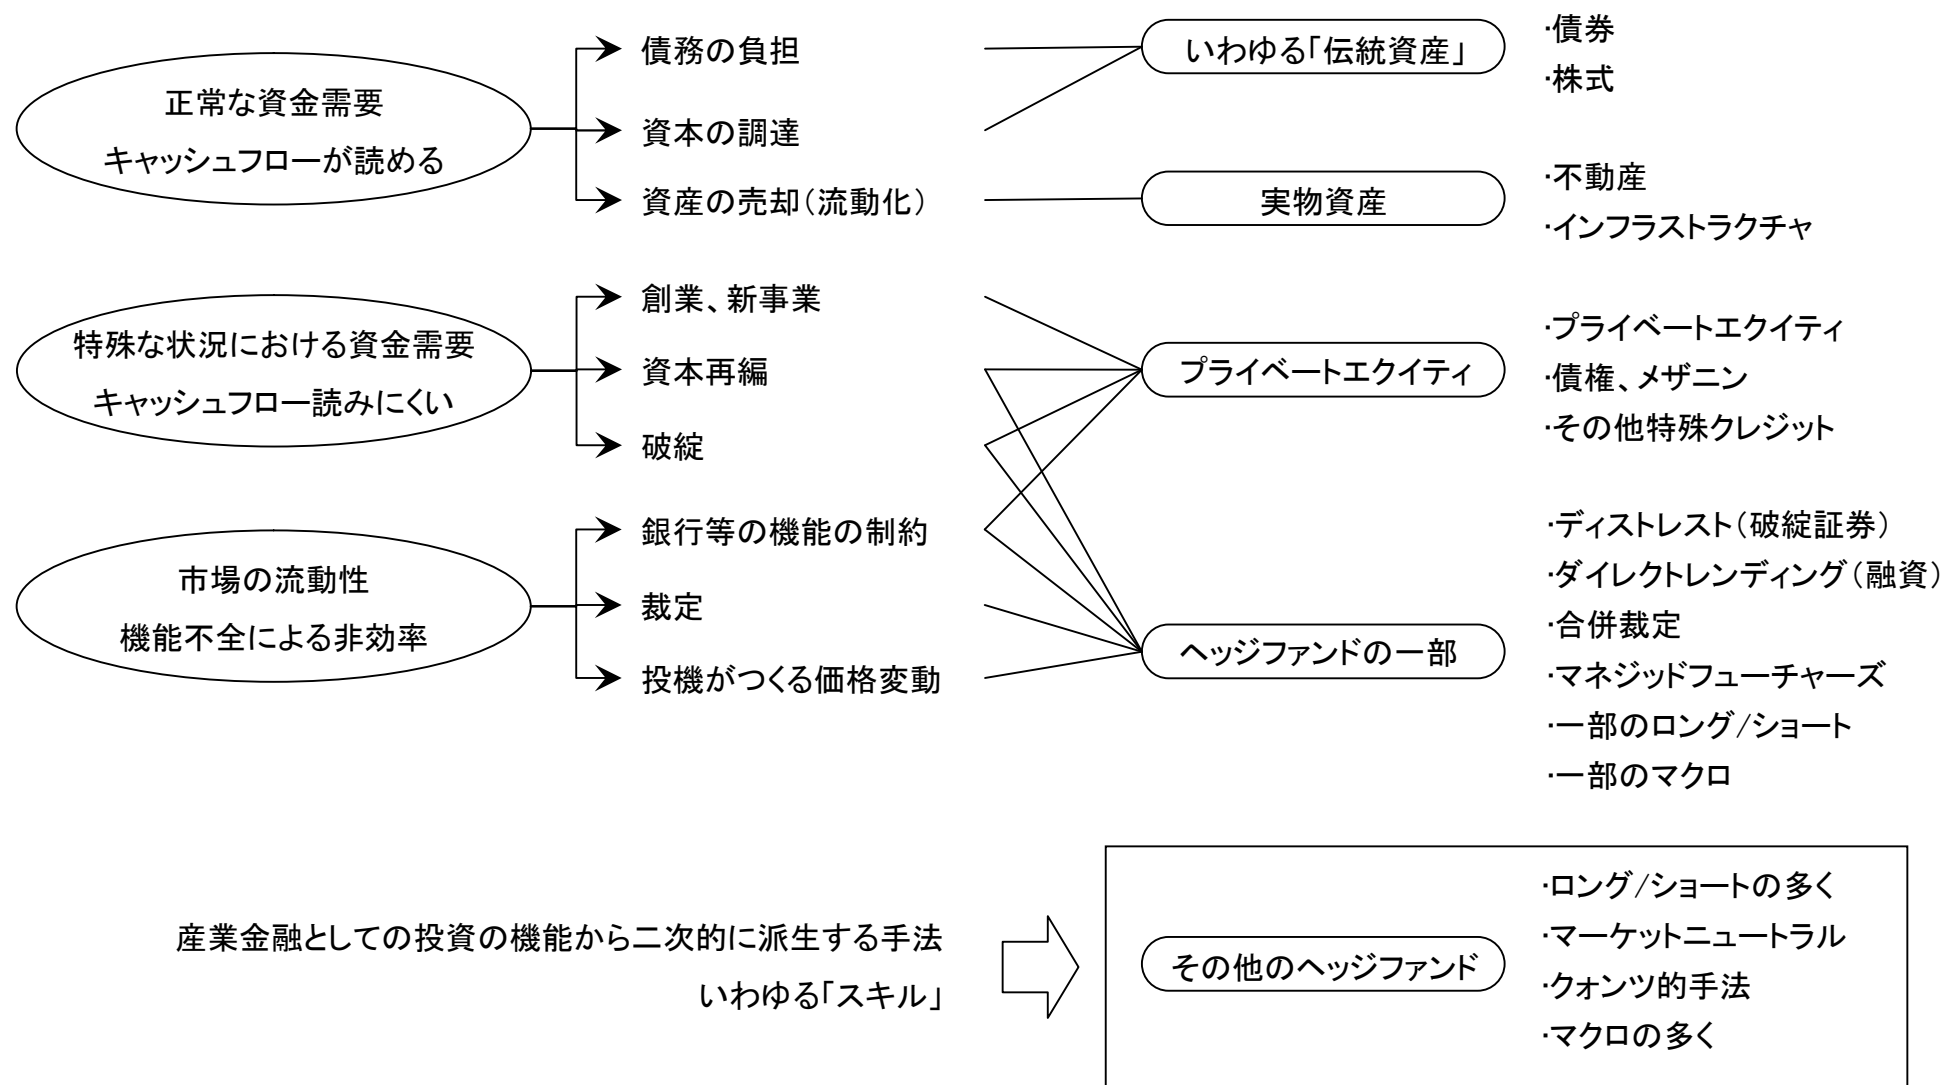 正常な資金需要
キャッシュフローが読める
債務の負担
資本の調達
資産の売却(流動化)
いわゆる「伝統資産」
・債券
・株式
実物資産
・不動産
・インフラストラクチャ
特殊な状況における資金需要
キャッシュフロー読みにくい
創業、新事業
資本再編
破綻
プライベートエクイティ
・プライベートエクイティ
・債権、メザニン
・その他特殊クレジット
市場の流動性
機能不全による非効率
銀行等の機能の制約
裁定
投機がつくる価格変動
ヘッジファンドの一部
・ディストレスト(破綻証券)
・ダイレクトレンディング(融資)
・合併裁定
・マネジッドフューチャーズ
・一部のロング/ショート
・一部のマクロ
産業金融としての投資の機能から二次的に派生する手法
いわゆる「スキル」
その他のヘッジファンド
・ロング/ショートの多く
・マーケットニュートラル
・クォンツ的手法
・マクロの多く